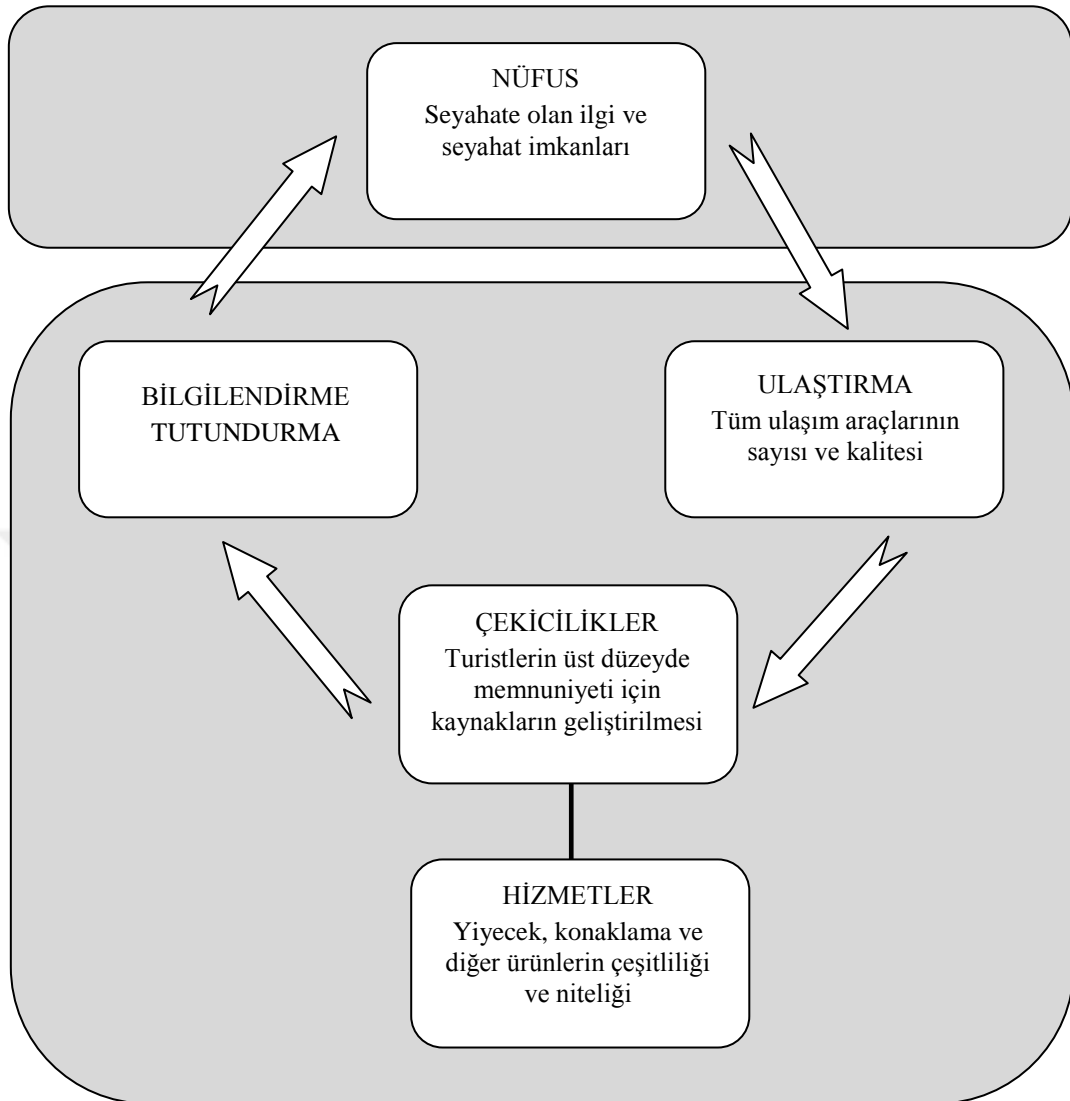 NÜFUS
Seyahate olan ilgi ve
seyahat imkanları
BİLGİLENDİRME
TUTUNDURMA
ULAŞTIRMA
Tüm ulaşım araçlarının
sayısı ve kalitesi
ÇEKİCİLİKLER
Turistlerin üst düzeyde
memnuniyeti için
kaynakların geliştirilmesi
HİZMETLER
Yiyecek, konaklama ve
diğer ürünlerin çeşitliliği
ve niteliği